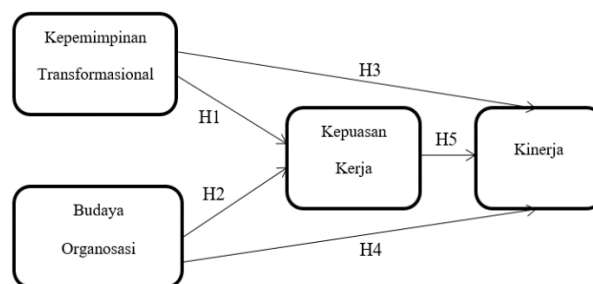 Kepemimpinan
Transformasional
H3
H1
Kepuasan
Kerja
H5
Kinerja
H2
Budaya
Organosasi
H4